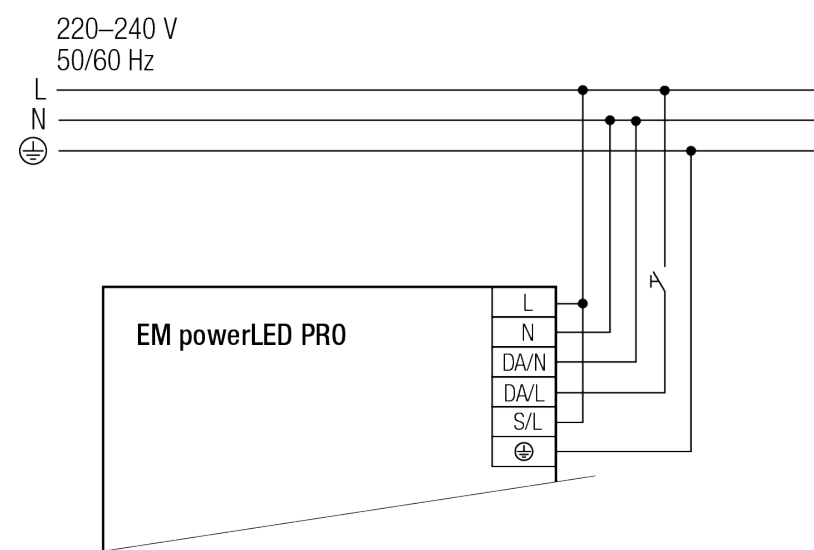 220–240 V
50/60 Hz
L
N
EM powerLED PRO
L
N
DA/N
DA/L
S/L